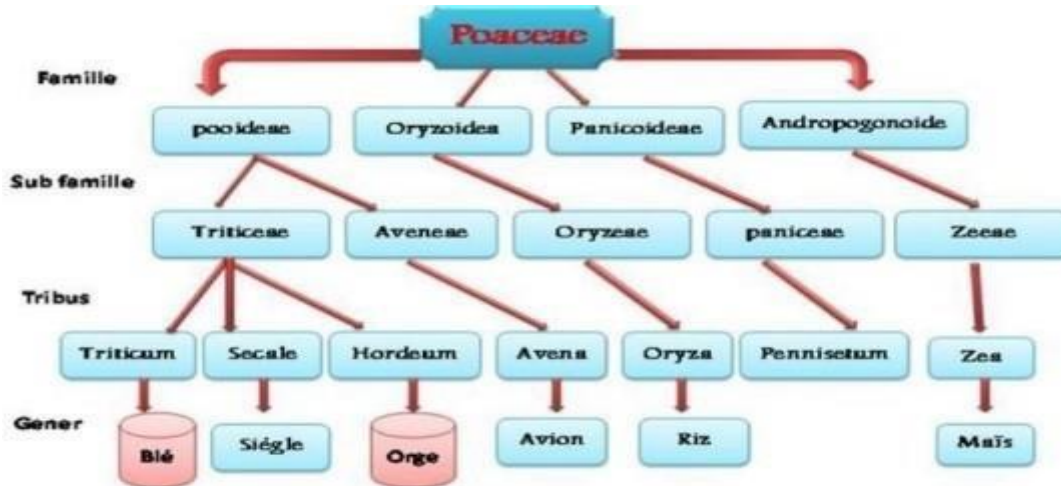 Poaceae
Famille
pooideae
Oryzoidea
Panicoideae
Andropogonoide
Sub famille
Triticeae
Aveneae
Oryzeae
paniceae
Zeeae
Tribus
Triticum
Secale
Hordeum
Avena
Oryza
Pennisetum
Zea
Gener
Blé
Siégle
Orge
Avion
Riz
Maïs